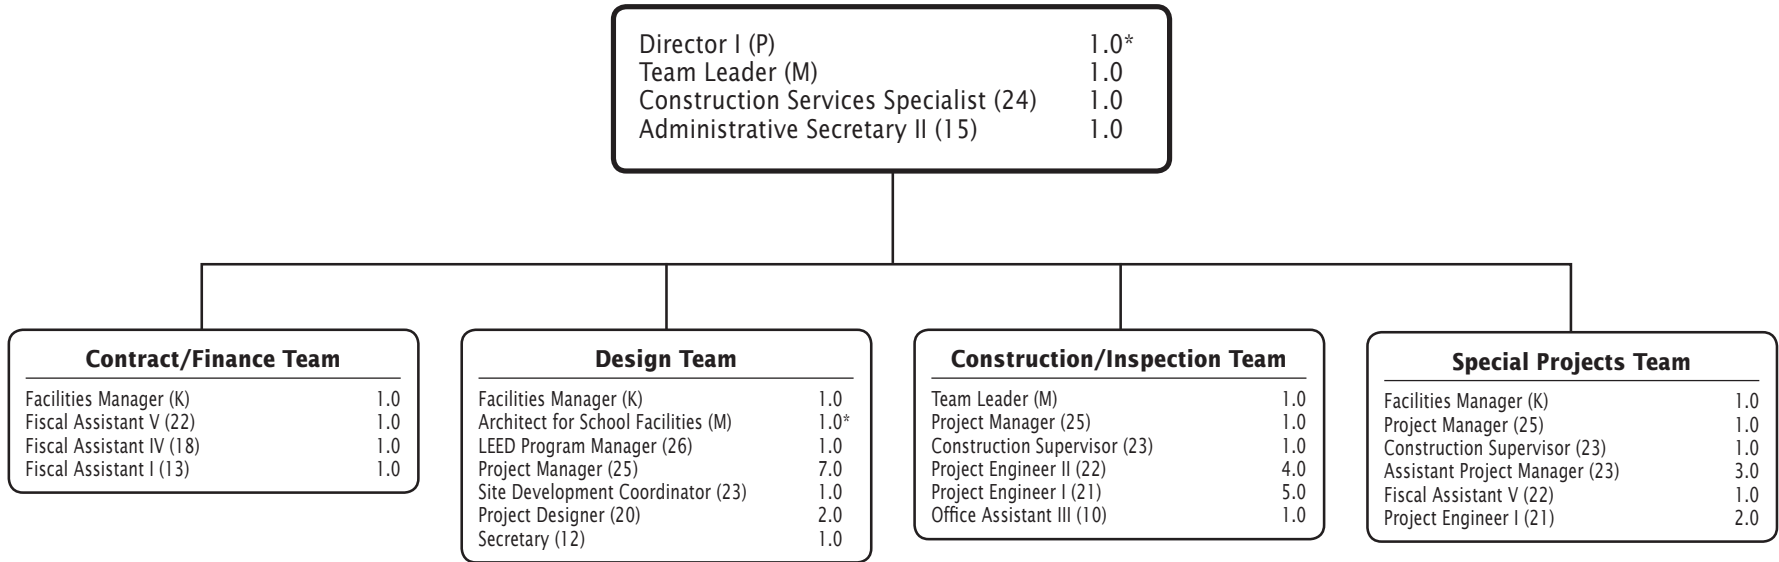 Director I (P) 1.0*
Team Leader (M) 1.0
Construction Services Specialist (24) 1.0
Administrative Secretary II (15) 1.0
Contract/Finance Team
Facilities Manager (K) 1.0
Fiscal Assistant V (22) 1.0
Fiscal Assistant IV (18) 1.0
Fiscal Assistant I (13) 1.0
Design Team
Facilities Manager (K) 1.0
Architect for School Facilities (M) 1.0*
LEED Program Manager (26) 1.0
Project Manager (25) 7.0
Site Development Coordinator (23) 1.0
Project Designer (20) 2.0
Secretary (12) 1.0
Construction/Inspection Team
Team Leader (M) 1.0
Project Manager (25) 1.0
Construction Supervisor (23) 1.0
Project Engineer II (22) 4.0
Project Engineer I (21) 5.0
Office Assistant III (10) 1.0
Special Projects Team
Facilities Manager (K) 1.0
Project Manager (25) 1.0
Construction Supervisor (23) 1.0
Assistant Project Manager (23) 3.0
Fiscal Assistant V (22) 1.0
Project Engineer I (21) 2.0